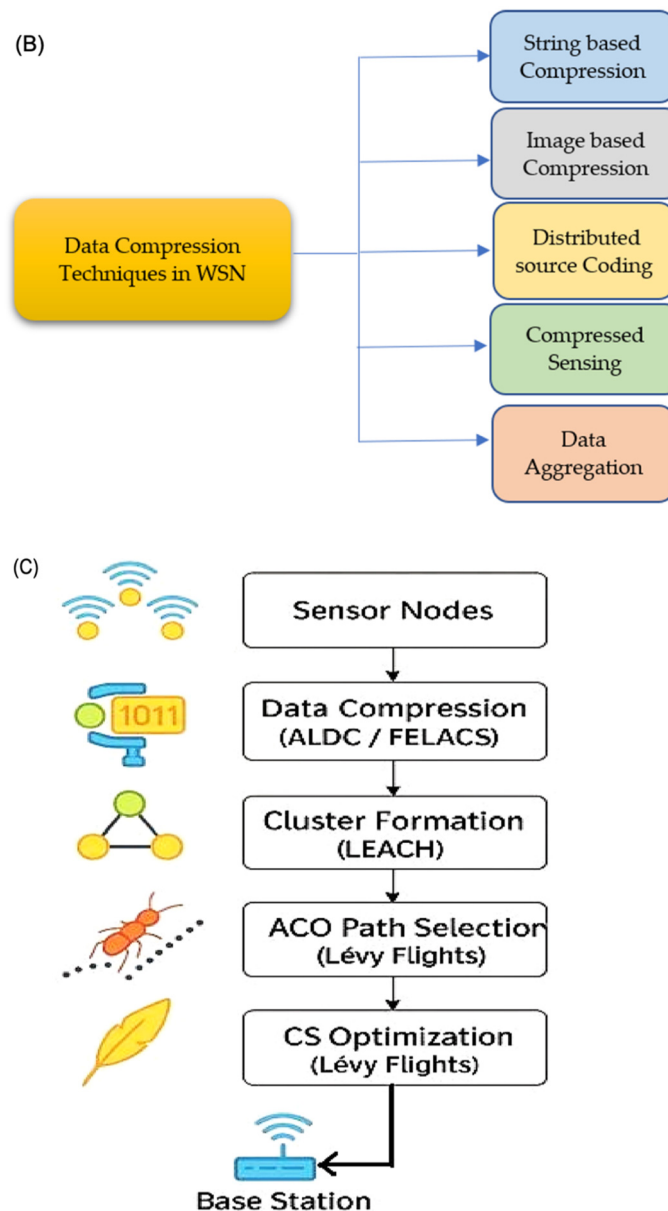 (B)
String based
Compression
Image based
Compression
Data Compression
Techniques in WSN
Distributed
source Coding
Compressed
Sensing
Data
Aggregation
(C)
Sensor Nodes
1011
Data Compression
(ALDC / FELACS)
Cluster Formation
(LEACH)
ACO Path Selection
(Lévy Flights)
CS Optimization
(Lévy Flights)
Base Station